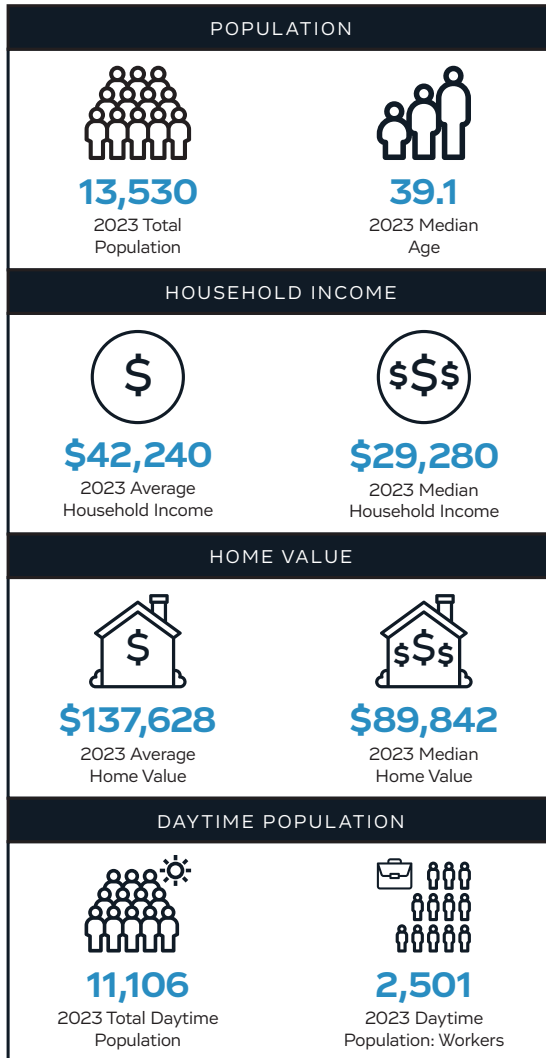 POPULATION
13,530
2023 Total
Population
39.1
2023 Median
Age
HOUSEHOLD INCOME
$
$42,240
2023 Average
Household Income
$$$
$29,280
2023 Median
Household Income
HOME VALUE
$
$137,628
2023 Average
Home Value
$$$
$89,842
2023 Median
Home Value
DAYTIME POPULATION
11,106
2023 Total Daytime
Population
2,501
2023 Daytime
Population: Workers